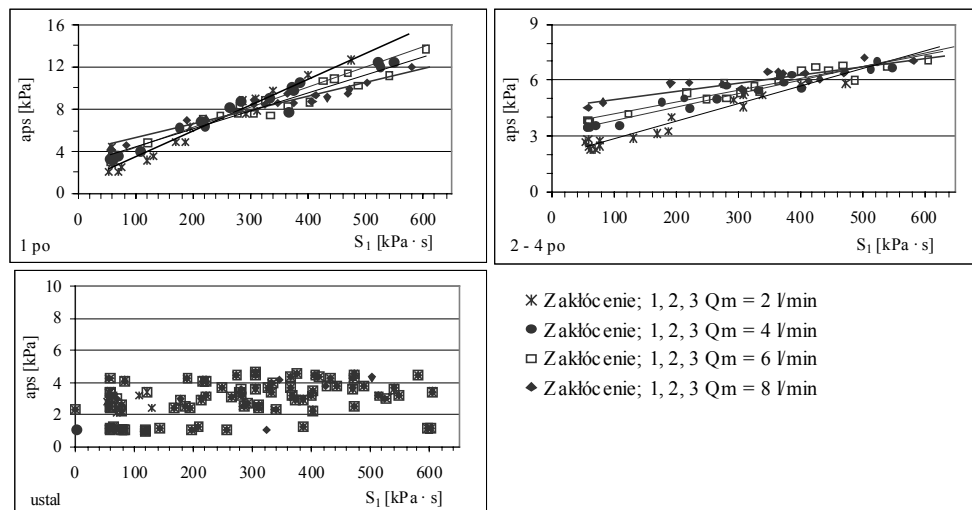 16
12
8
4
0
aps [kPa]
0 100 200 300 400 500 600
1 po
S1 [kPa · s]
9
6
3
0
aps [kPa]
0 100 200 300 400 500 600
2 - 4 po
S1 [kPa · s]
10
8
6
4
2
0
aps [kPa]
0 100 200 300 400 500 600
ustal
S1 [kPa · s]
Zakłócenie; 1, 2, 3 Qm = 2 l/min
Zakłócenie; 1, 2, 3 Qm = 4 l/min
Zakłócenie; 1, 2, 3 Qm = 6 l/min
Zakłócenie; 1, 2, 3 Qm = 8 l/min